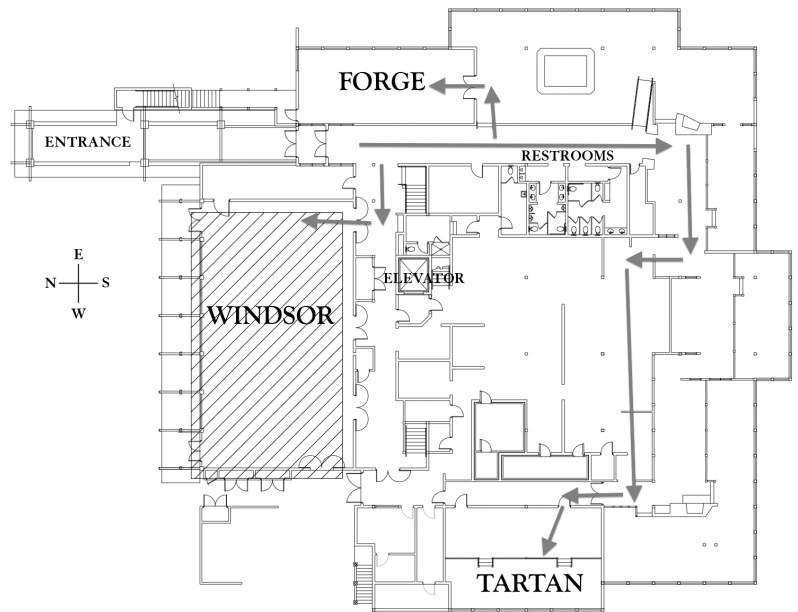 FORGE
ENTRANCE
RESTROOMS
E
N S
W
ELEVATOR
WINDSOR
TARTAN